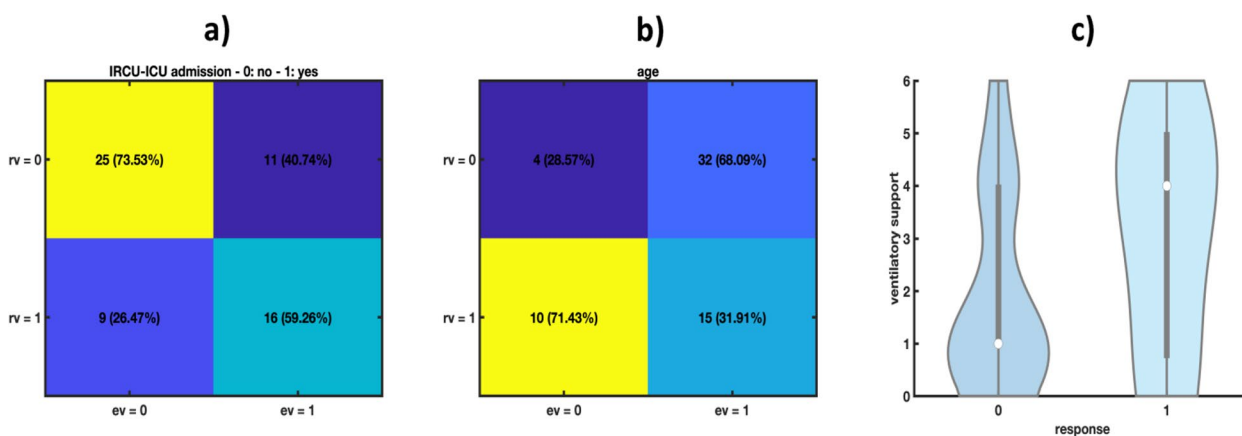 a)
IRCU-ICU admission - 0: no - 1: yes
rv = 0
25 (73.53%)
11 (40.74%)
rv = 1
9 (26.47%)
16 (59.26%)
ev = 0
ev = 1
b)
age
rv = 0
4 (28.57%)
32 (68.09%)
rv = 1
10 (71.43%)
15 (31.91%)
ev = 0
ev = 1
c)
ventilatory support
6
5
4
3
2
1
0
0
1
response